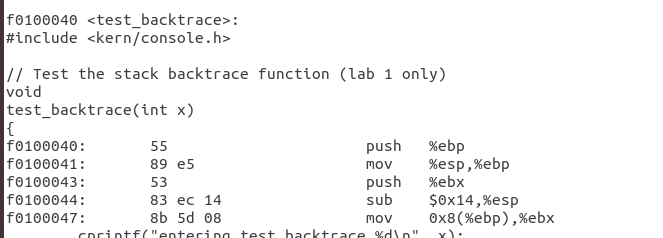 f0100040 <test_backtrace>:
#include <kern/console.h>
// Test the stack backtrace function (lab 1 only)
void
test_backtrace(int x)
{
f0100040: 55 push %ebp
f0100041: 89 e5 mov %esp,%ebp
f0100043: 53 push %ebx
f0100044: 83 ec 14 sub $0x14,%esp
f0100047: 8b 5d 08 mov 0x8(%ebp),%ebx
cprintf("entering test_backtrace %d\n", x);